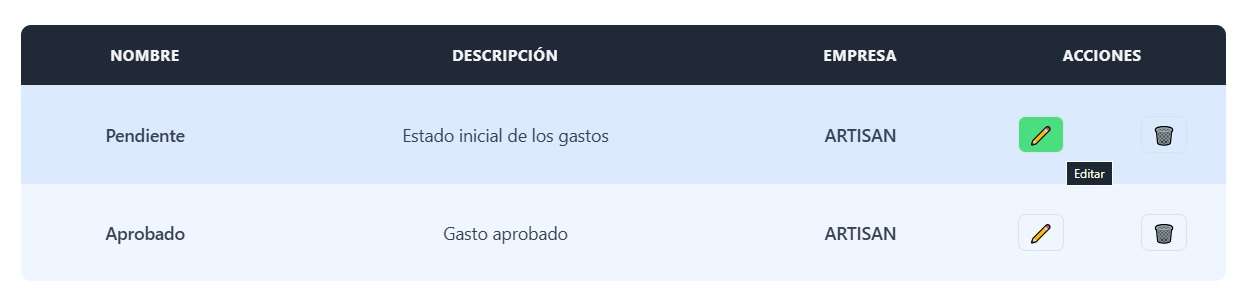 NOMBRE DESCRIPCIÓN EMPRESA ACCIONES
Pendiente Estado inicial de los gastos ARTISAN
Editar
Aprobado Gasto aprobado ARTISAN